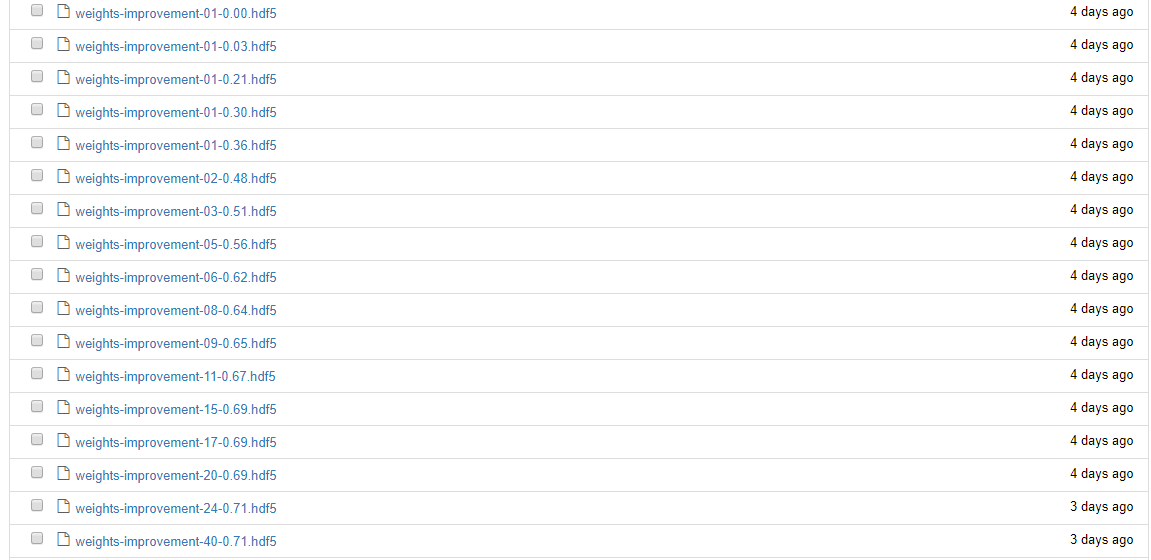 weights-improvement-01-0.00.hdf5 4 days ago
weights-improvement-01-0.03.hdf5 4 days ago
weights-improvement-01-0.21.hdf5 4 days ago
weights-improvement-01-0.30.hdf5 4 days ago
weights-improvement-01-0.36.hdf5 4 days ago
weights-improvement-02-0.48.hdf5 4 days ago
weights-improvement-03-0.51.hdf5 4 days ago
weights-improvement-05-0.56.hdf5 4 days ago
weights-improvement-06-0.62.hdf5 4 days ago
weights-improvement-08-0.64.hdf5 4 days ago
weights-improvement-09-0.65.hdf5 4 days ago
weights-improvement-11-0.67.hdf5 4 days ago
weights-improvement-15-0.69.hdf5 4 days ago
weights-improvement-17-0.69.hdf5 4 days ago
weights-improvement-20-0.69.hdf5 4 days ago
weights-improvement-24-0.71.hdf5 3 days ago
weights-improvement-40-0.71.hdf5 3 days ago